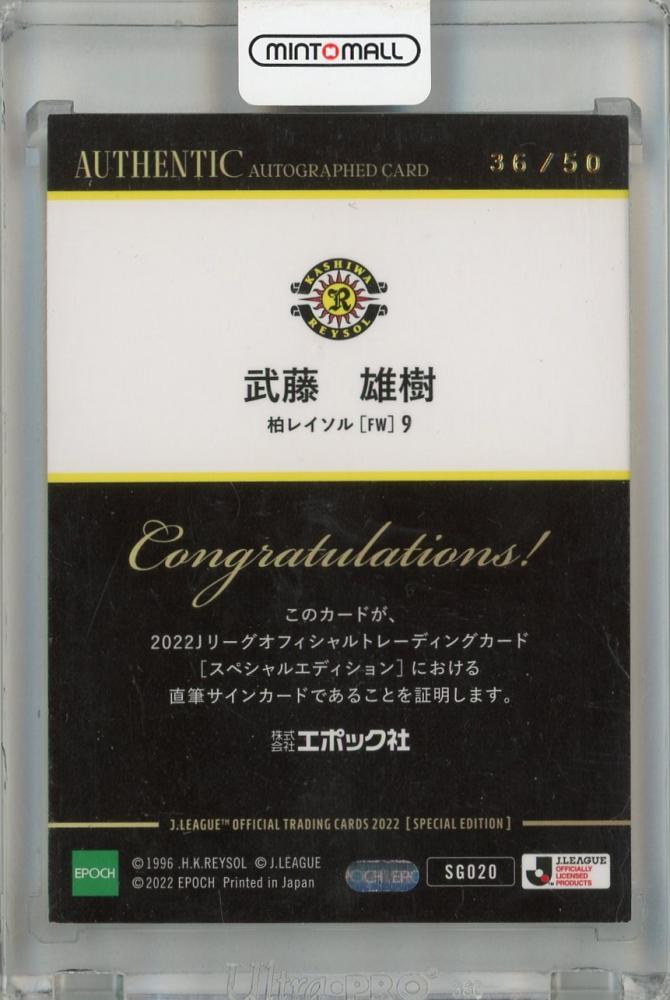 MINTMALL
AUTHENTIC AUTOGRAPHED CARD 36/50
KASHIWA
R
REYSOL
武藤　雄樹
柏レイソル [FW] 9
Congratulations!
このカードが、
2022Jリーグオフィシャルトレーディングカード
[スペシャルエディション] における
直筆サインカードであることを証明します。
株式会社エポック社
J.LEAGUE™ OFFICIAL TRADING CARDS 2022 [SPECIAL EDITION]
EPOCH
©1996 .H.K.REYSOL ©J.LEAGUE
©2022 EPOCH Printed in Japan
SG020
J.LEAGUE
OFFICIALLY
LICENSED
PRODUCTS
Ultra-PRO